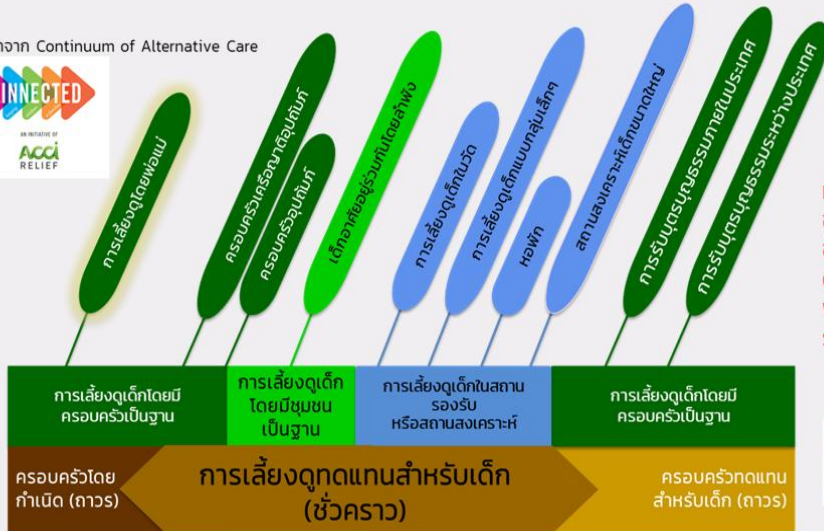 จาก Continuum of Alternative Care
NNECTED
AN INITIATIVE OF
ACCI
RELIEF
การเลี้ยงดูโดยพ่อแม่
ครอบครัวเครือญาติอุปถัมภ์
ครอบครัวอุปถัมภ์
เด็กอาศัยอยู่ร่วมกันโดยลำพัง
การเลี้ยงดูเด็กในวัด
การเลี้ยงดูเด็กแบบกลุ่มเล็กๆ
หอพัก
สถานสงเคราะห์เด็กขนาดใหญ่
การรับบุตรบุญธรรมภายในประเทศ
การรับบุตรบุญธรรมระหว่างประเทศ
การเลี้ยงดูเด็กโดยมี
ครอบครัวเป็นฐาน
การเลี้ยงดูเด็ก
โดยมีชุมชน
เป็นฐาน
การเลี้ยงดูเด็กในสถาน
รองรับ
หรือสถานสงเคราะห์
การเลี้ยงดูเด็กโดยมี
ครอบครัวเป็นฐาน
ครอบครัวโดย
กำเนิด (ถาวร)
การเลี้ยงดูทดแทนสำหรับเด็ก
(ชั่วคราว)
ครอบครัวทดแทน
สำหรับเด็ก (ถาวร)